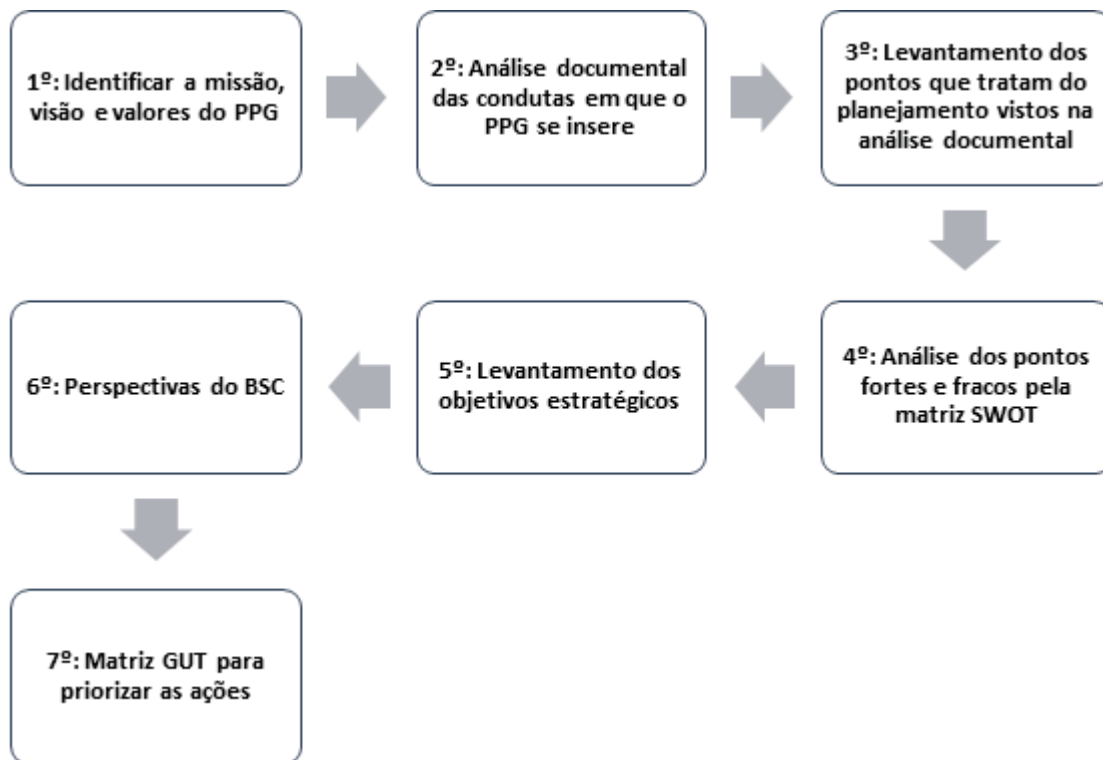 1º: Identificar a missão,
visão e valores do PPG
2º: Análise documental
das condutas em que o
PPG se insere
3º: Levantamento dos
pontos que tratam do
planejamento vistos na
análise documental
4º: Análise dos pontos
fortes e fracos pela
matriz SWOT
5º: Levantamento dos
objetivos estratégicos
6º: Perspectivas do BSC
7º: Matriz GUT para
priorizar as ações